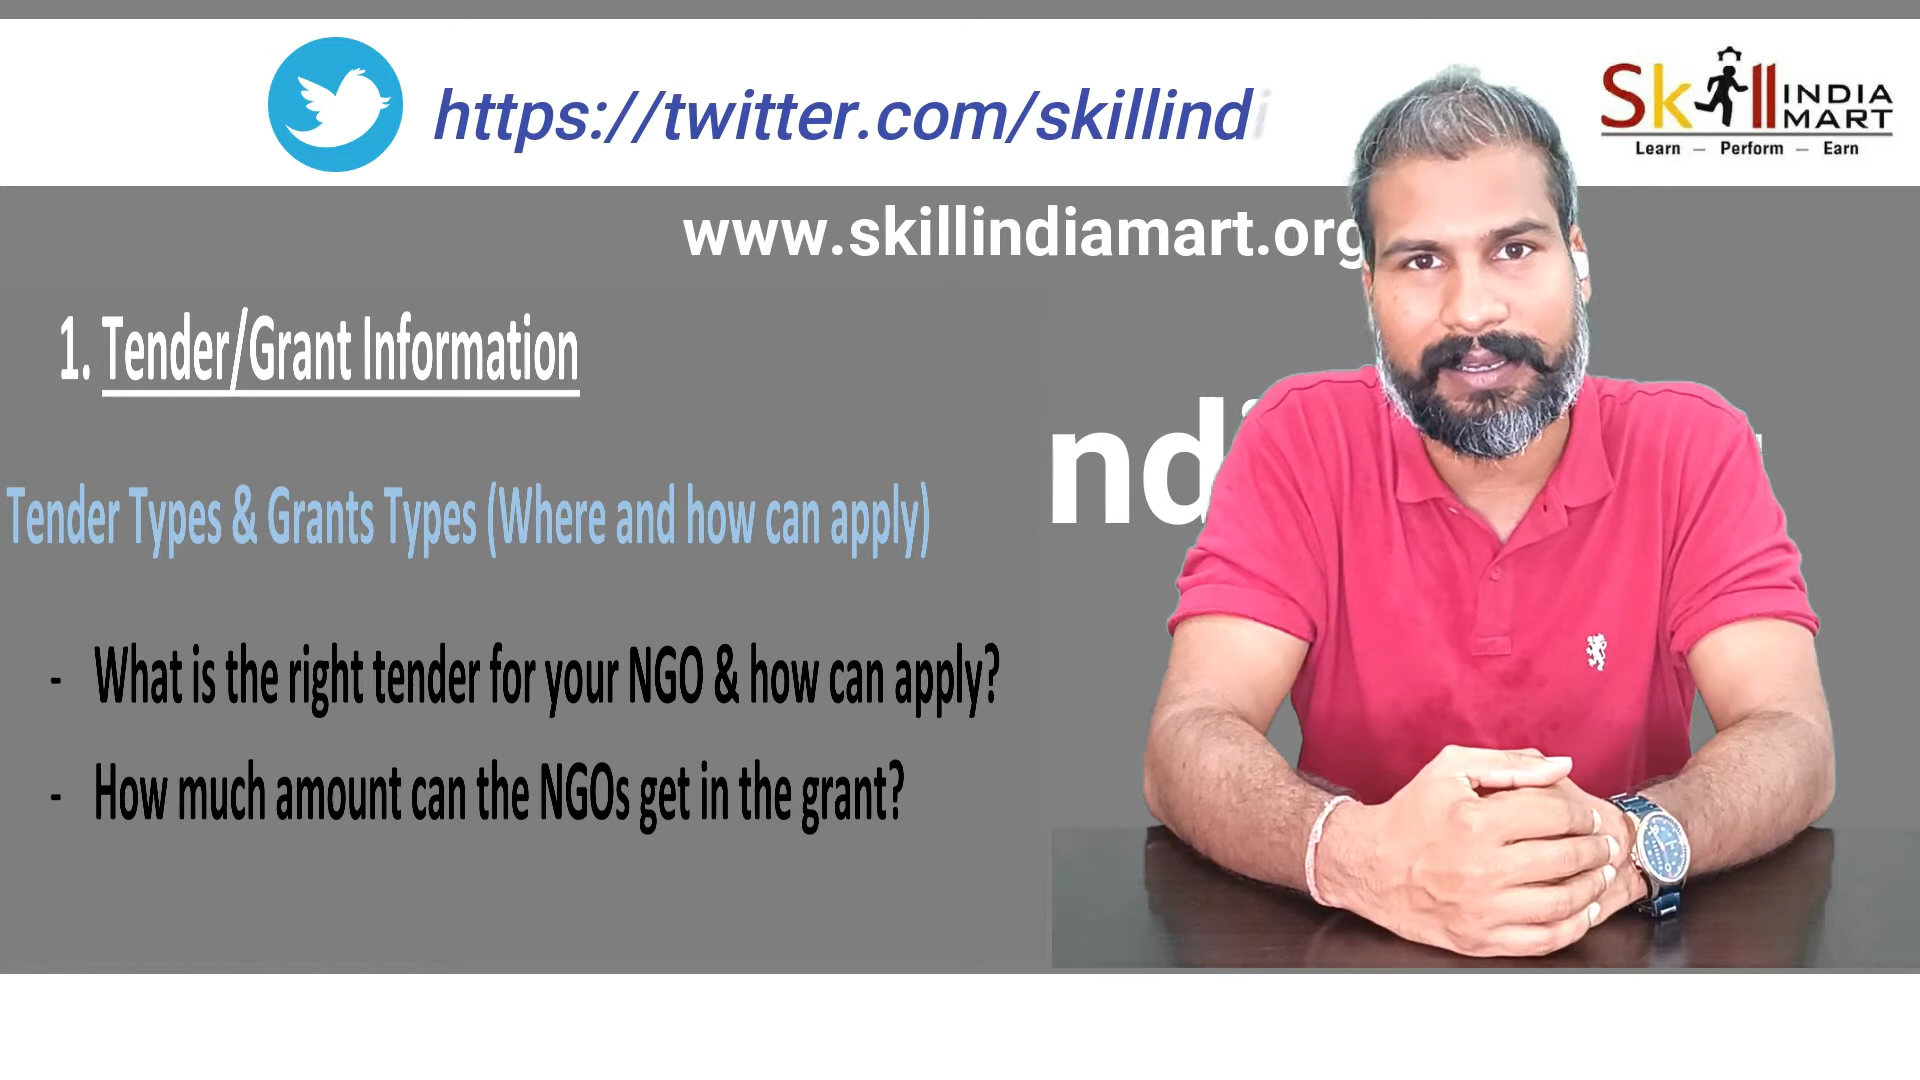 https://twitter.com/skillindi
Skill INDIA MART
Learn – Perform – Earn
www.skillindiamart.org
1. Tender/Grant Information
nd
Tender Types & Grants Types (Where and how can apply)
- What is the right tender for your NGO & how can apply?
- How much amount can the NGOs get in the grant?